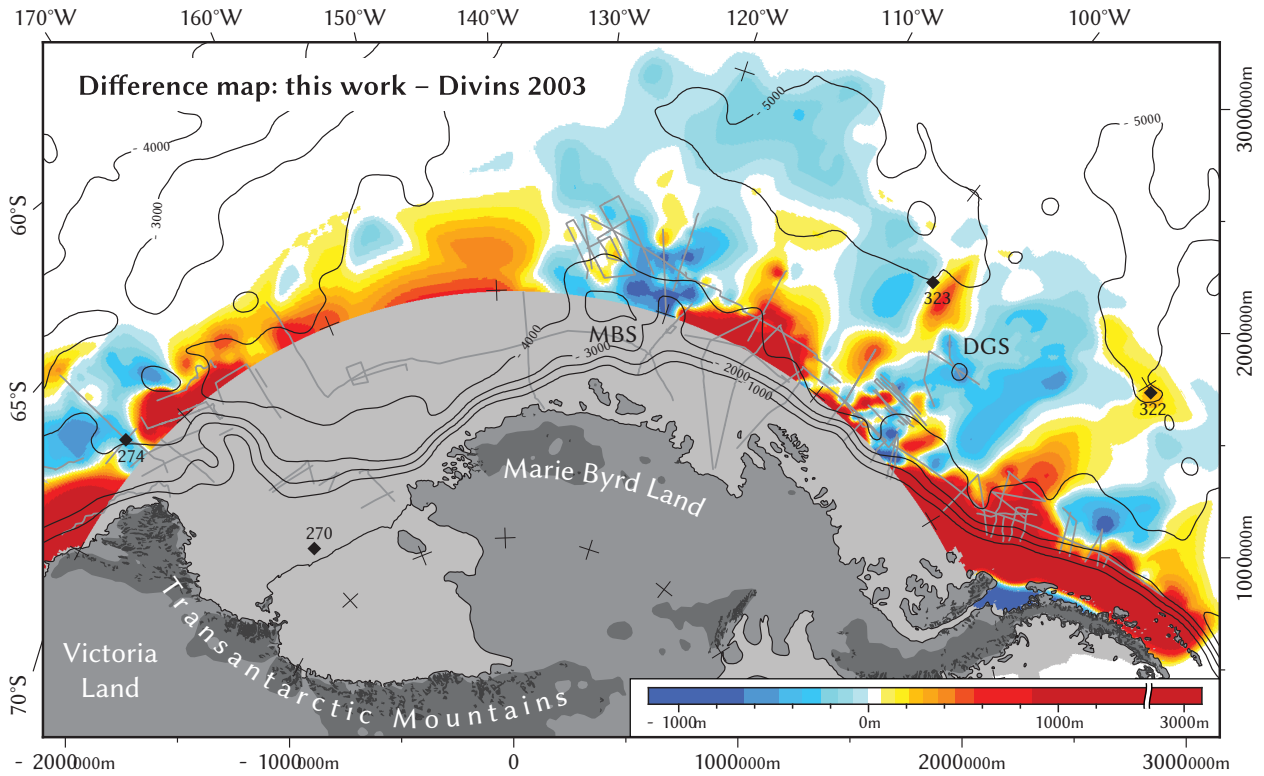 170°W 160°W 150°W 140°W 130°W 120°W 110°W 100°W
Difference map: this work – Divins 2003
- 5000
- 5000
- 4000
3000000m
- 3000
60°S
323
2000000m
MBS
DGS
- 4000
- 3000
- 2000
- 1000
65°S
322
274
Marie Byrd Land
270
1000000m
Transantarctic Mountains
Victoria
Land
70°S
- 1000m 0m 1000m 3000m
- 2000000m - 1000000m 0 1000000m 2000000m 3000000m